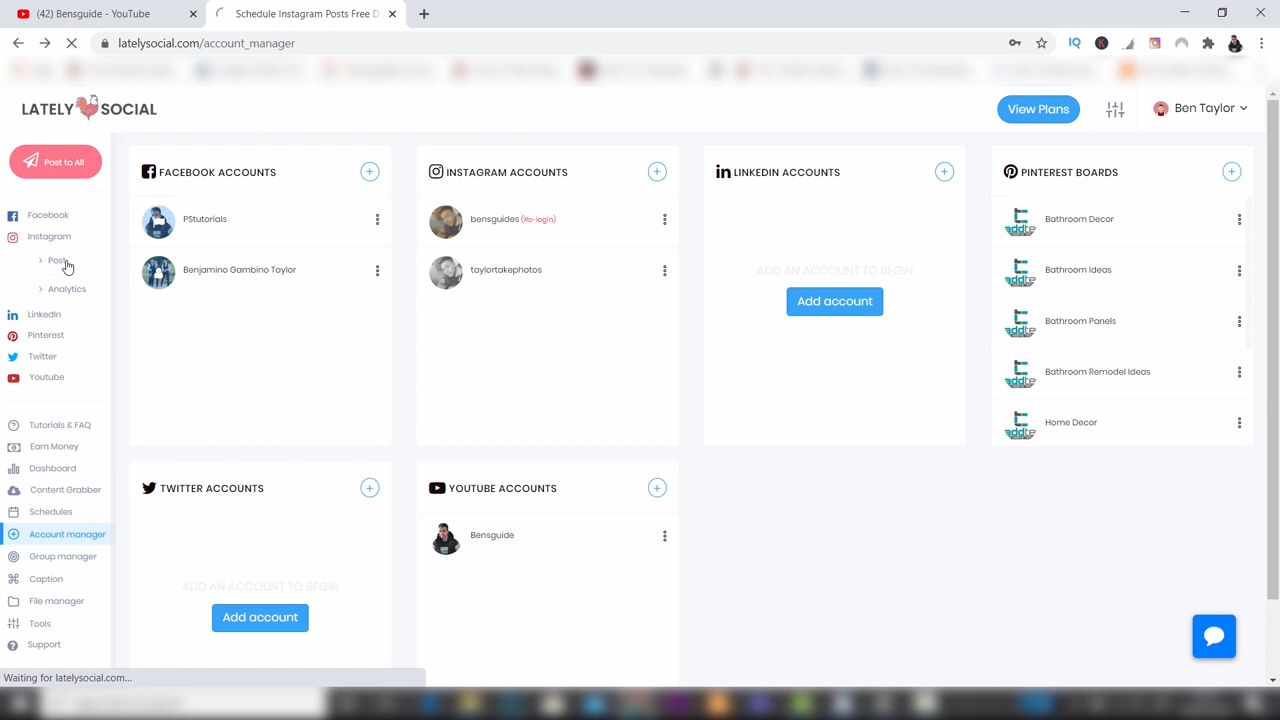 (42) Bensguide - YouTube
Schedule Instagram Posts Free D
latelysocial.com/account_manager
LATELY SOCIAL
View Plans
Ben Taylor
Post to All
Facebook
Instagram
Post
Analytics
LinkedIn
Pinterest
Twitter
Youtube
Tutorials & FAQ
Earn Money
Dashboard
Content Grabber
Schedules
Account manager
Group manager
Caption
File manager
Tools
Support
FACEBOOK ACCOUNTS
PStutorials
Benjamino Gambino Taylor
INSTAGRAM ACCOUNTS
bensguides (Re-login)
taylortakephotos
LINKEDIN ACCOUNTS
ADD AN ACCOUNT TO BEGIN
Add account
PINTEREST BOARDS
Bathroom Decor
Bathroom Ideas
Bathroom Panels
Bathroom Remodel Ideas
Home Decor
TWITTER ACCOUNTS
ADD AN ACCOUNT TO BEGIN
Add account
YOUTUBE ACCOUNTS
Bensguide
Waiting for latelysocial.com...